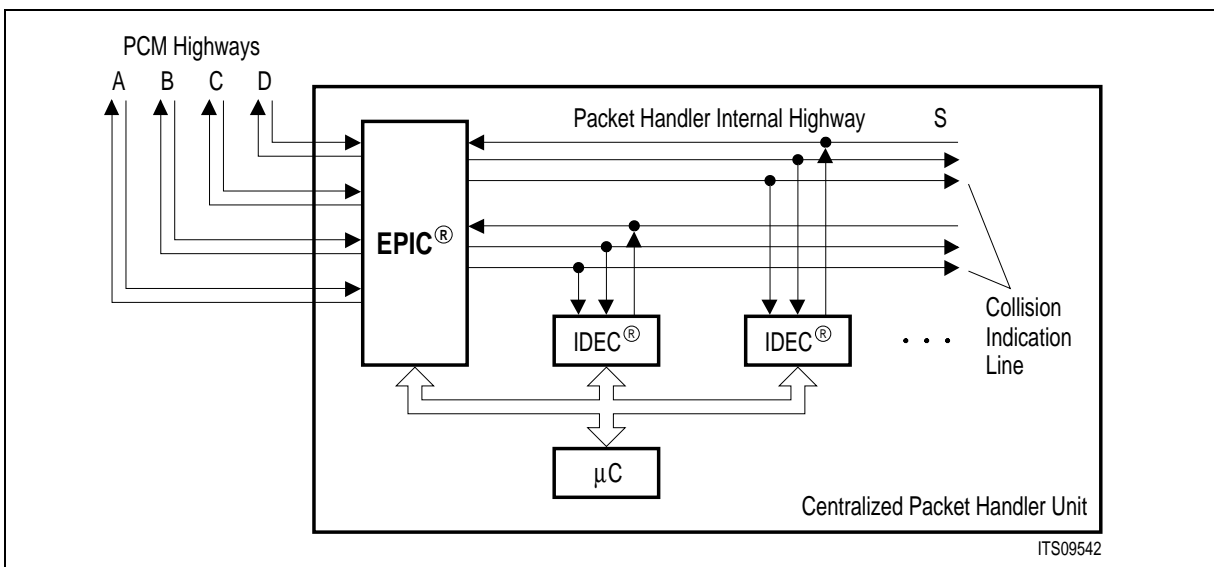 PCM Highways
A B C D
Packet Handler Internal Highway S
EPIC®
IDEC® IDEC®
. . .
Collision
Indication
Line
µC
Centralized Packet Handler Unit
ITS09542